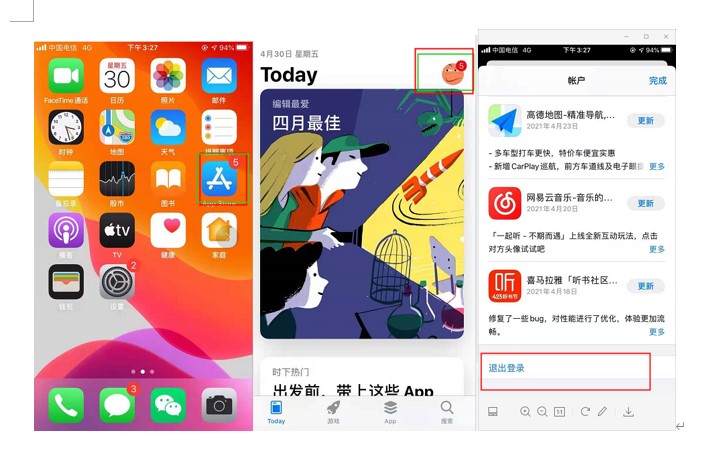 中国电信 4G
下午3:27
94%
星期五
30
FaceTime通话
日历
照片
邮件
时钟
地图
天气
提醒事项
5
备忘录
股市
图书
App Store
播客
tv
TV
健康
家庭
2
钱包
设置
3
4月30日 星期五
Today
5
编辑最爱
四月最佳
时下热门
出发前,带上这些 App
Today
游戏
App
搜索
中国电信 4G
下午3:27
94%
帐户
完成
高德地图-精准导航,...
2021年4月23日
更新
- 多车型打车更快,特价车便宜实惠
- 新增CarPlay巡航,前方车道线及电子眼提
更多
网易云音乐-音乐的...
2021年4月20日
更新
「一起听 - 不期而遇」上线全新互动玩法,点击
对方头像试试吧
更多
听
423听书节
喜马拉雅「听书社区...
2021年4月18日
更新
修复了一些bug,对性能进行了优化,体验更加流
畅。
更多
退出登录
1:1